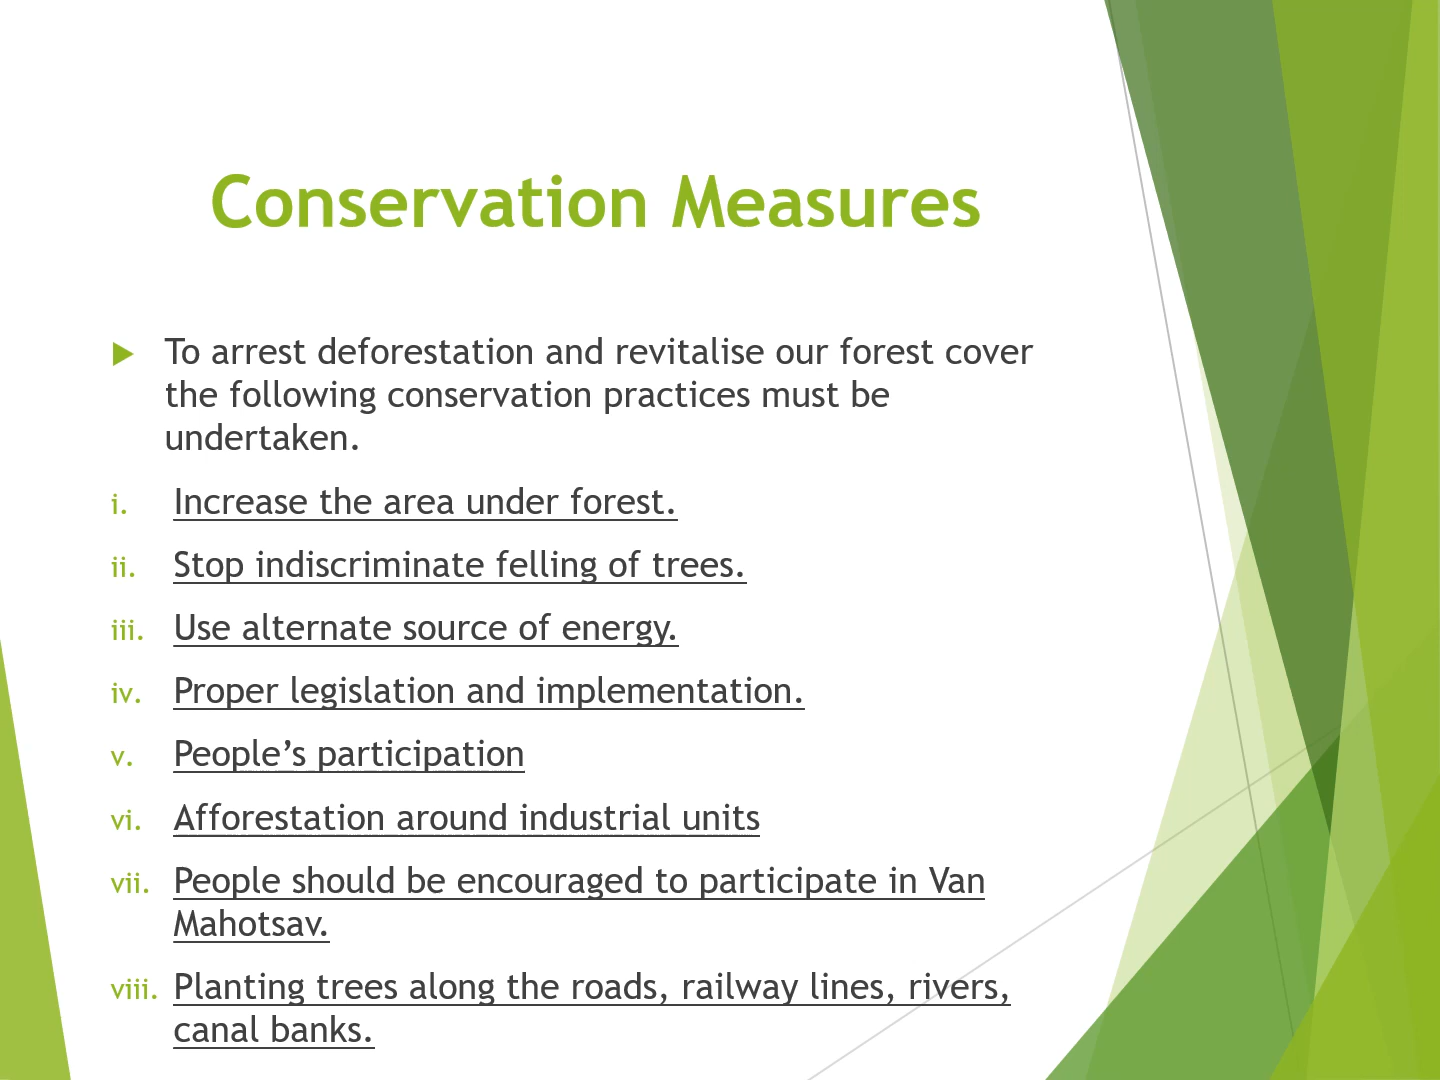 Conservation Measures
To arrest deforestation and revitalise our forest cover
the following conservation practices must be
undertaken.
i. Increase the area under forest.
ii. Stop indiscriminate felling of trees.
iii. Use alternate source of energy.
iv. Proper legislation and implementation.
v. People’s participation
vi. Afforestation around industrial units
vii. People should be encouraged to participate in Van
Mahotsav.
viii. Planting trees along the roads, railway lines, rivers,
canal banks.